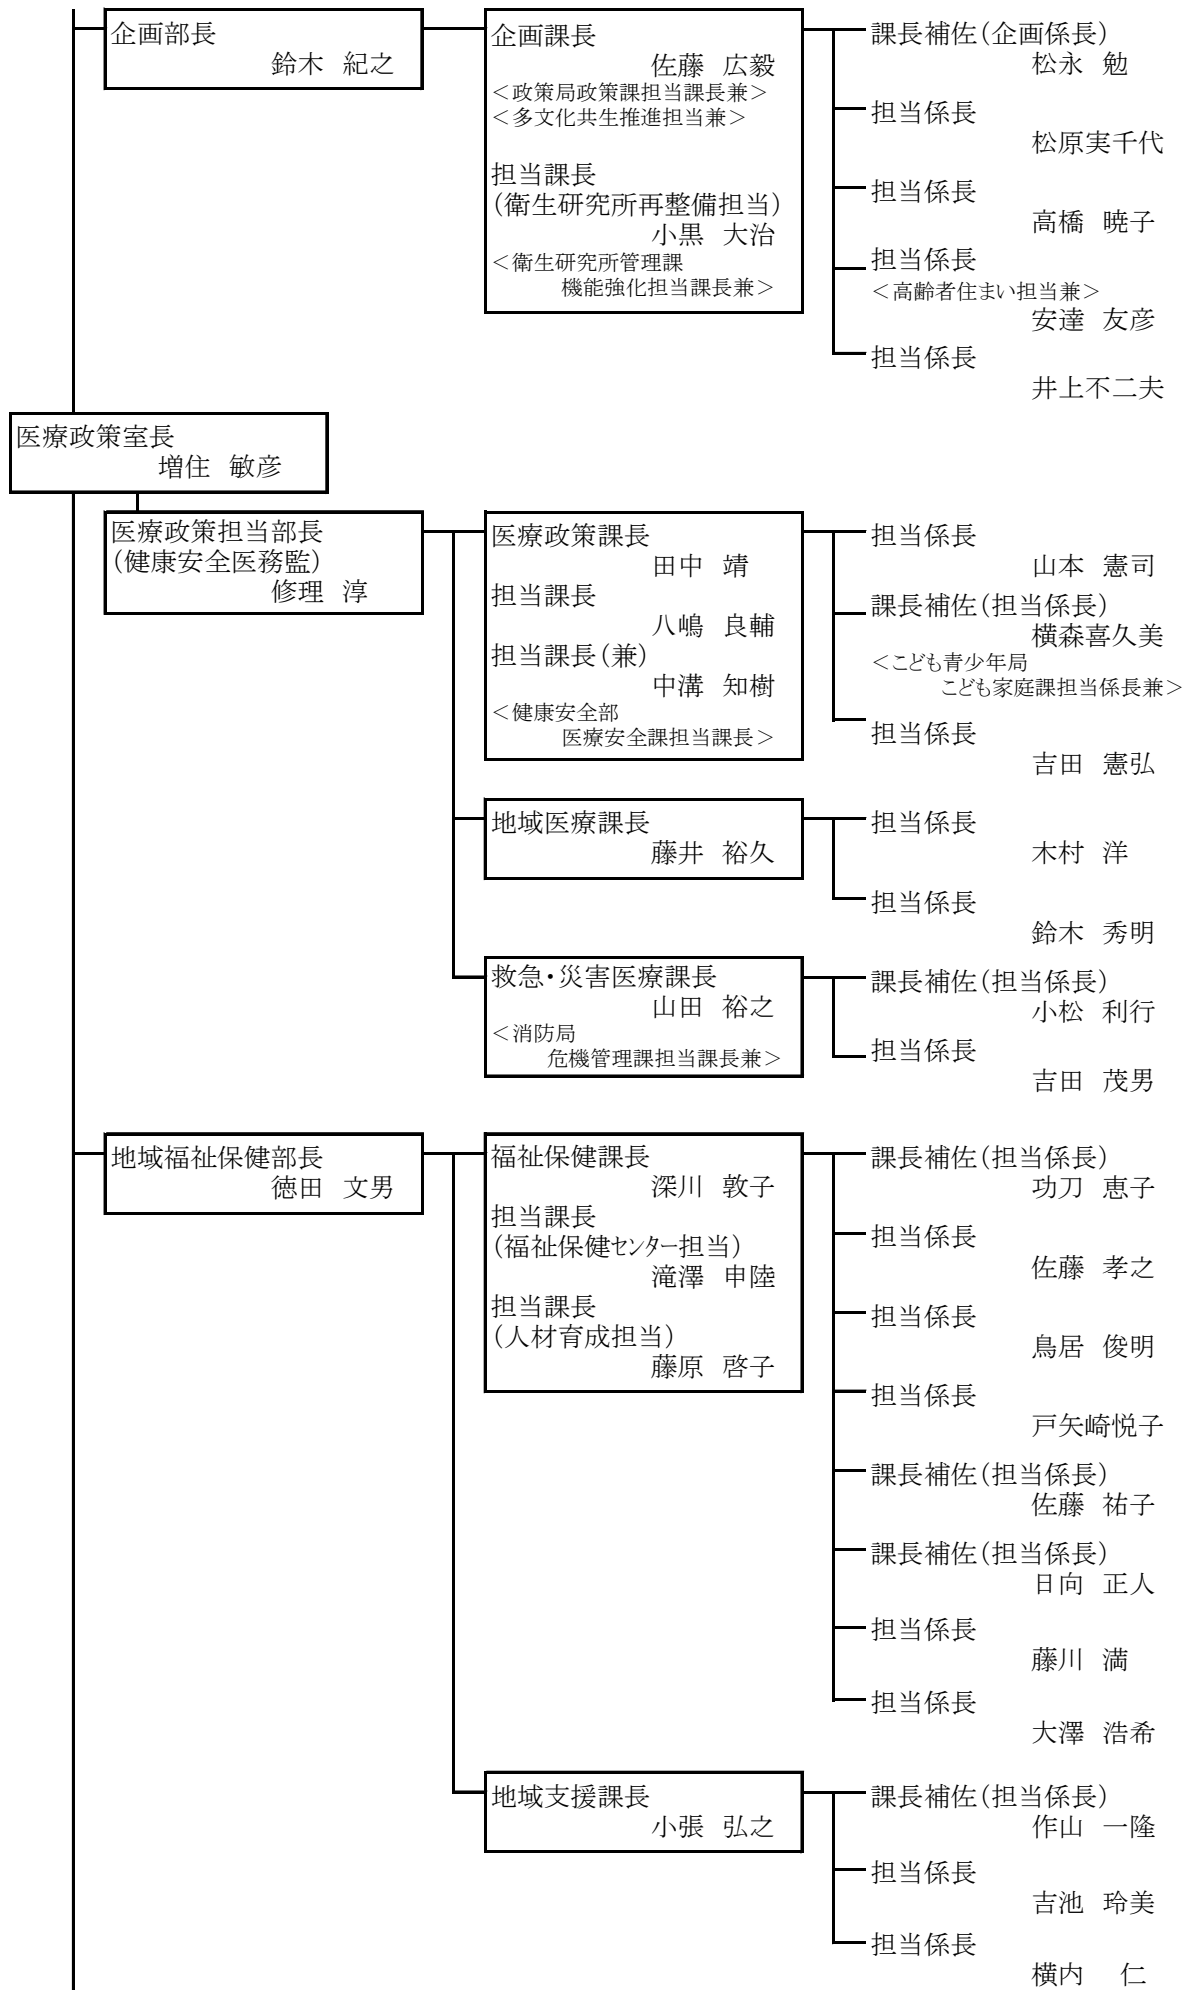 企画部長
鈴木 紀之
企画課長
佐藤 広毅
<政策局政策課担当課長兼>
<多文化共生推進担当兼>
担当課長
(衛生研究所再整備担当)
小黒 大治
<衛生研究所管理課
機能強化担当課長兼>
課長補佐(企画係長)
松永 勉
担当係長
松原実千代
担当係長
高橋 暁子
担当係長
<高齢者住まい担当兼>
安達 友彦
担当係長
井上不二夫
医療政策室長
増住 敏彦
医療政策担当部長
(健康安全医務監)
修理 淳
医療政策課長
田中 靖
担当課長
八嶋 良輔
担当課長(兼)
中溝 知樹
<健康安全部
医療安全課担当課長>
担当係長
山本 憲司
課長補佐(担当係長)
横森喜久美
<こども青少年局
こども家庭課担当係長兼>
担当係長
吉田 憲弘
地域医療課長
藤井 裕久
担当係長
木村 洋
担当係長
鈴木 秀明
救急・災害医療課長
山田 裕之
<消防局
危機管理課担当課長兼>
課長補佐(担当係長)
小松 利行
担当係長
吉田 茂男
地域福祉保健部長
徳田 文男
福祉保健課長
深川 敦子
担当課長
(福祉保健センター担当)
滝澤 申陸
担当課長
(人材育成担当)
藤原 啓子
課長補佐(担当係長)
功刀 恵子
担当係長
佐藤 孝之
担当係長
鳥居 俊明
担当係長
戸矢崎悦子
課長補佐(担当係長)
佐藤 祐子
課長補佐(担当係長)
日向 正人
担当係長
藤川 満
担当係長
大澤 浩希
地域支援課長
小張 弘之
課長補佐(担当係長)
作山 一隆
担当係長
吉池 玲美
担当係長
横内 仁